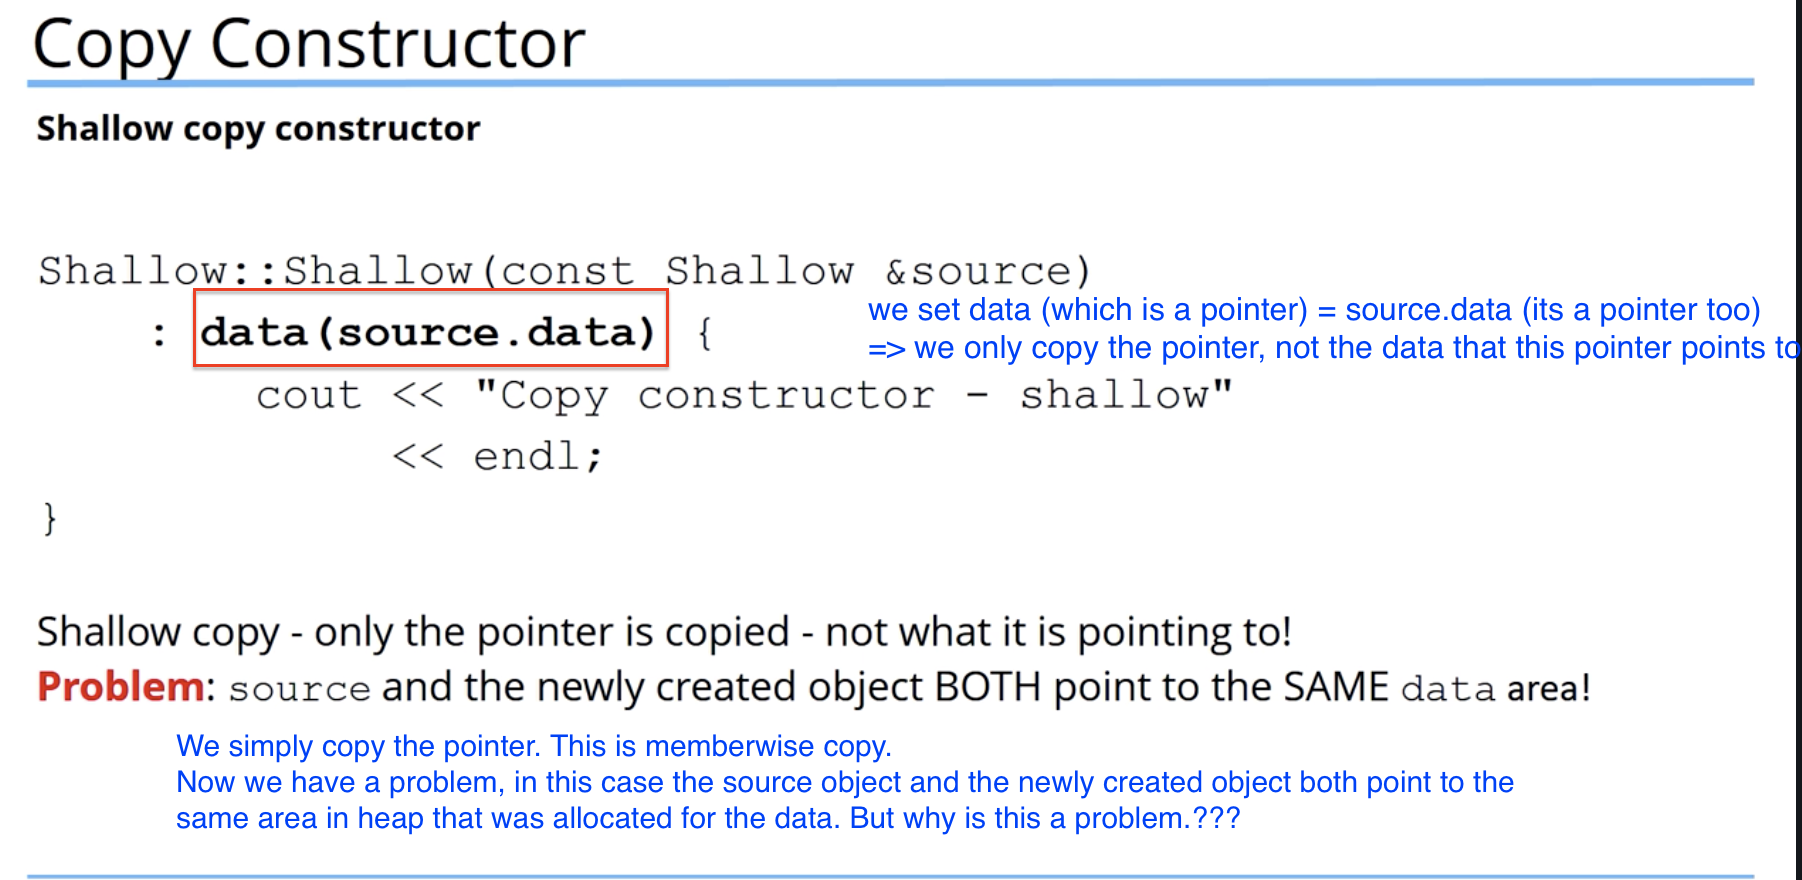 Copy Constructor
Shallow copy constructor
Shallow::Shallow(const Shallow &source)
: data(source.data) {
we set data (which is a pointer) = source.data (its a pointer too)
=> we only copy the pointer, not the data that this pointer points to
cout << "Copy constructor - shallow"
<< endl;
}
Shallow copy - only the pointer is copied - not what it is pointing to!
Problem: source and the newly created object BOTH point to the SAME data area!
We simply copy the pointer. This is memberwise copy.
Now we have a problem, in this case the source object and the newly created object both point to the
same area in heap that was allocated for the data. But why is this a problem.???